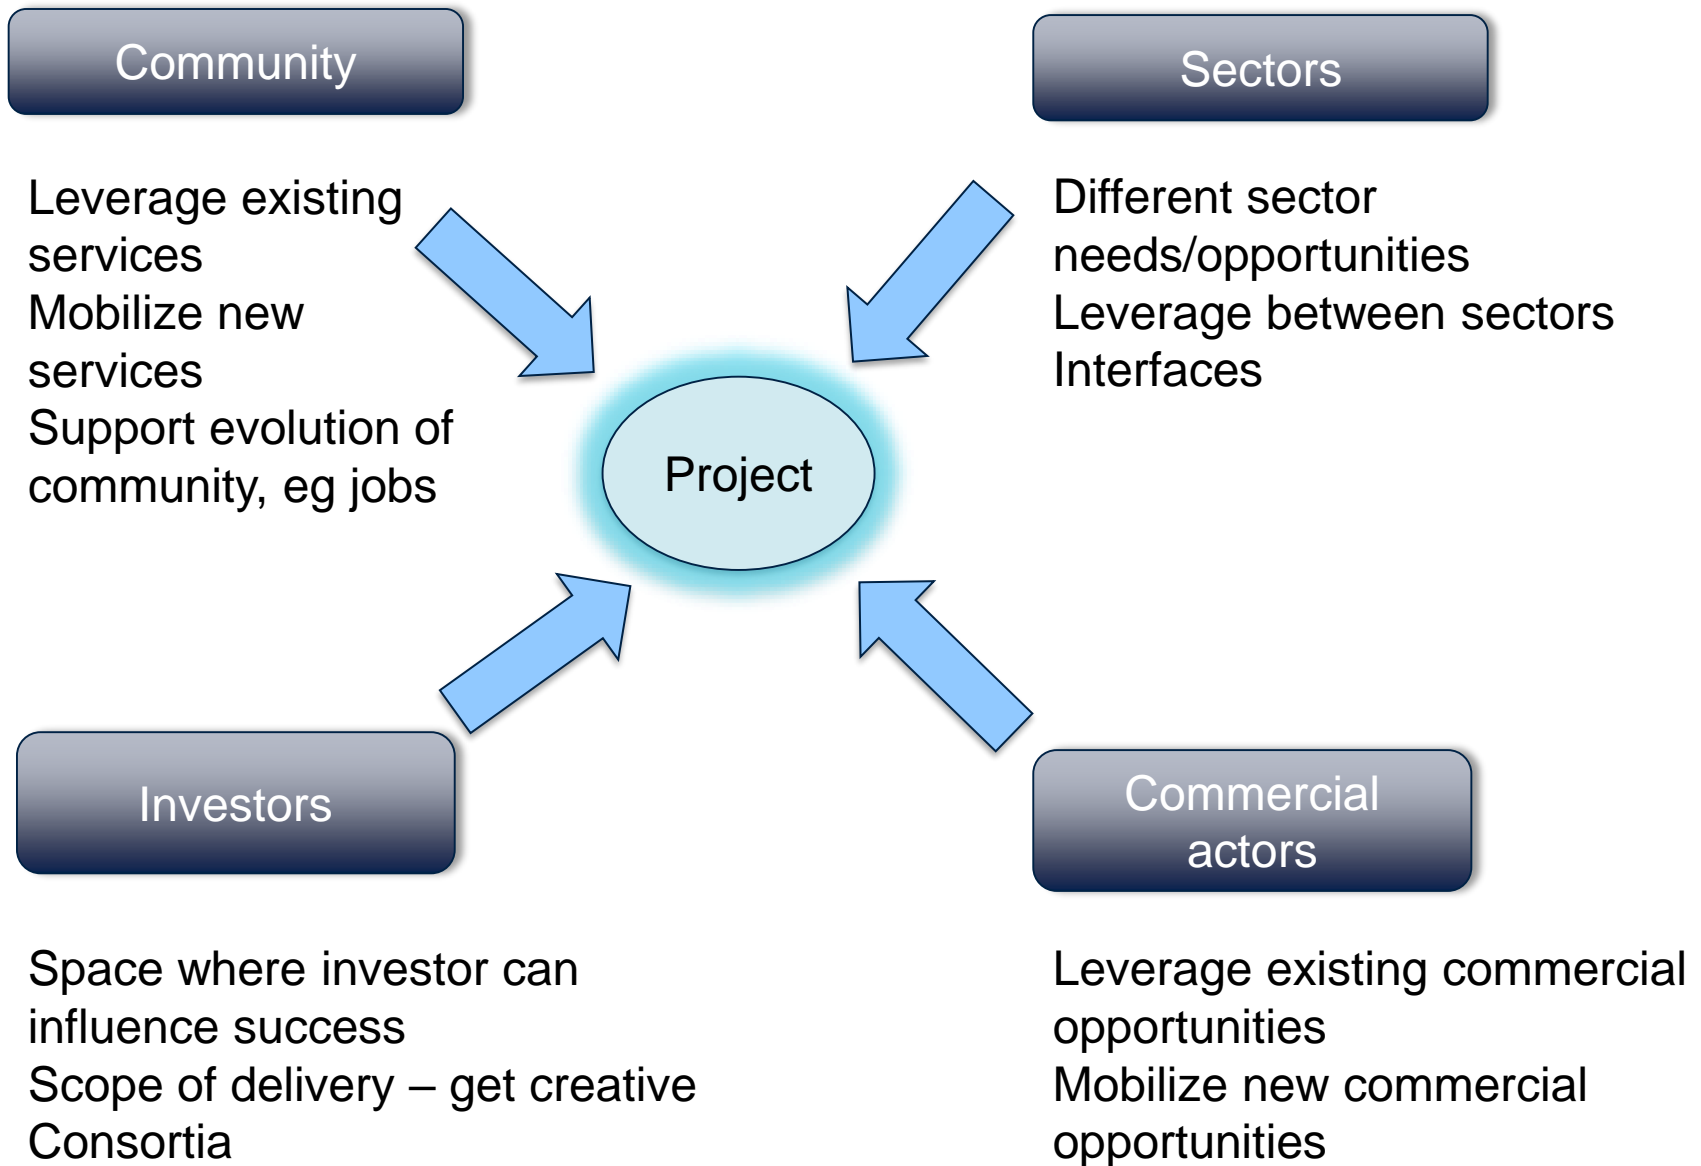 Community
Leverage existing
services
Mobilize new
services
Support evolution of
community, eg jobs
Sectors
Different sector
needs/opportunities
Leverage between sectors
Interfaces
Project
Investors
Space where investor can
influence success
Scope of delivery – get creative
Consortia
Commercial
actors
Leverage existing commercial
opportunities
Mobilize new commercial
opportunities